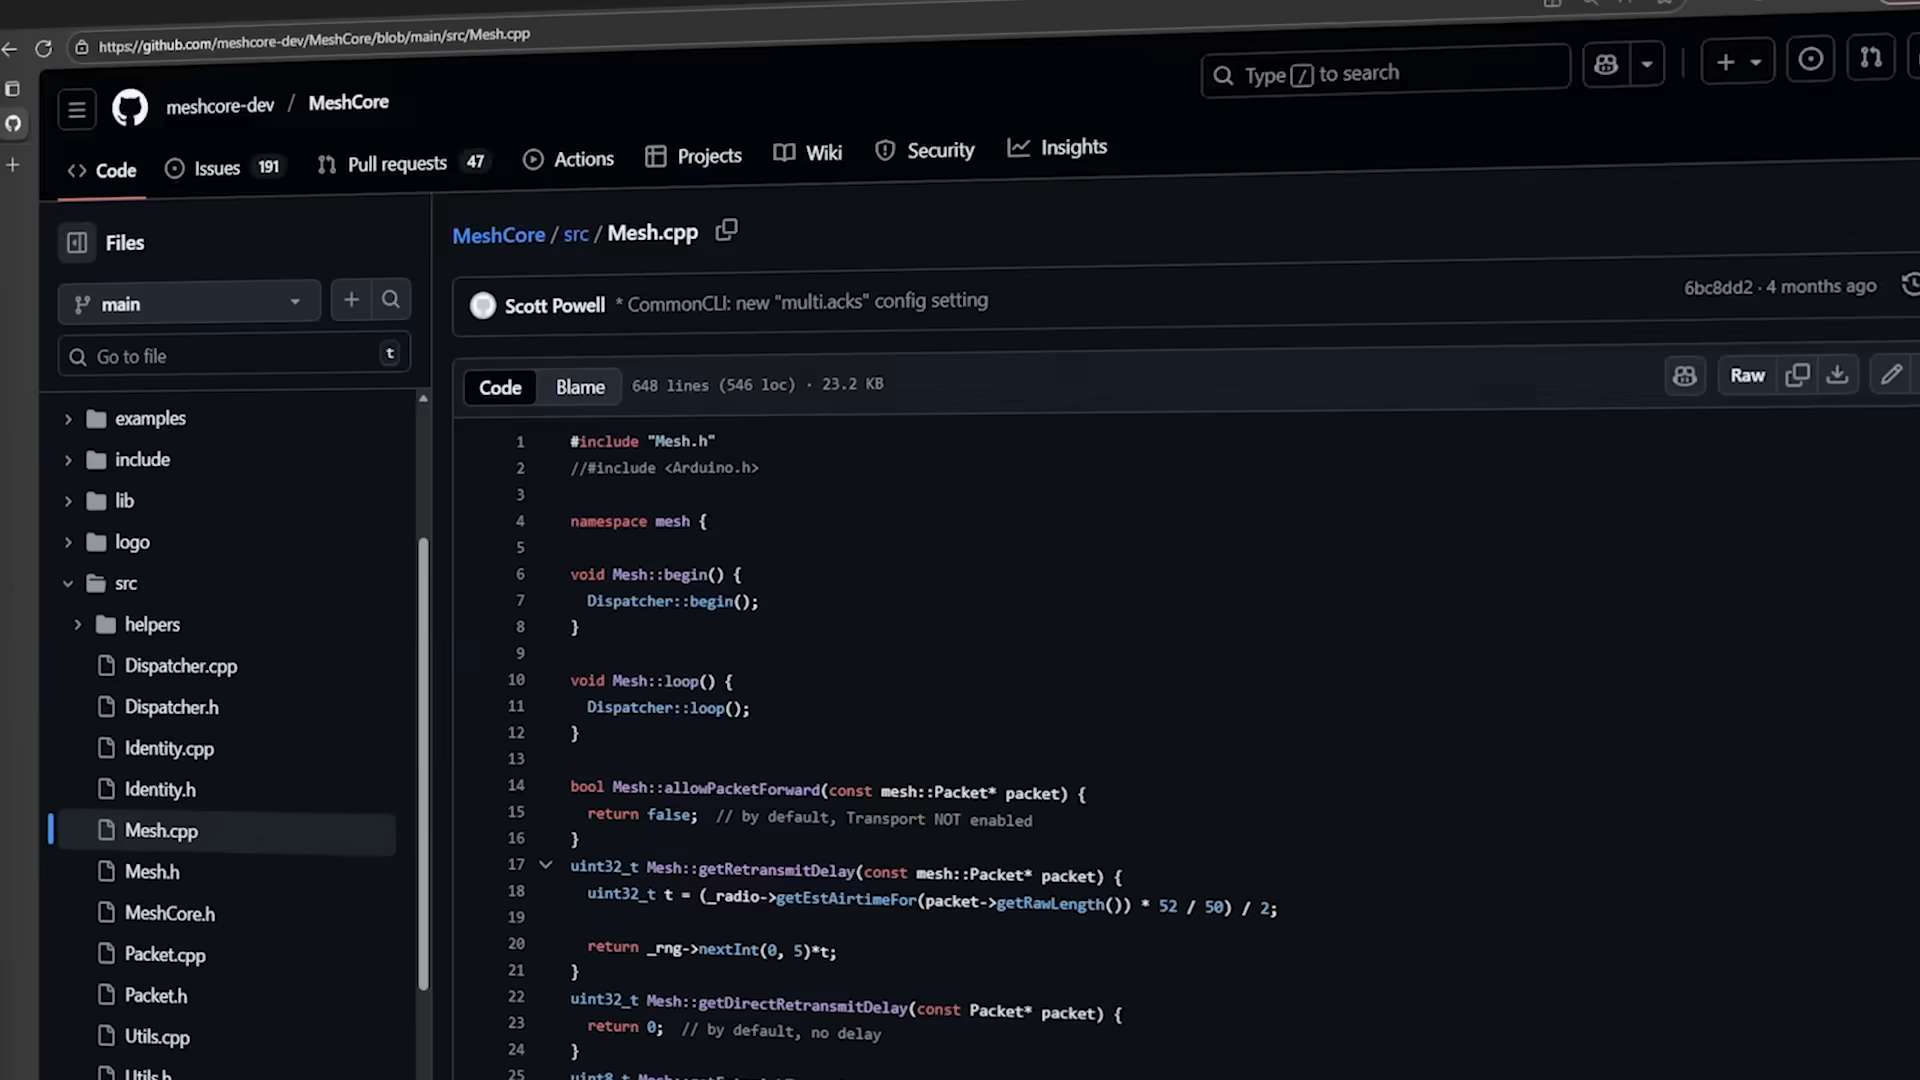 https://github.com/meshcore-dev/MeshCore/blob/main/src/Mesh.cpp
meshcore-dev / MeshCore
Type / to search
Code
Issues 191
Pull requests 47
Actions
Projects
Wiki
Security
Insights
Files
main
Go to file t
examples
include
lib
logo
src
helpers
Dispatcher.cpp
Dispatcher.h
Identity.cpp
Identity.h
Mesh.cpp
Mesh.h
MeshCore.h
Packet.cpp
Packet.h
Utils.cpp
Utils.h
MeshCore / src / Mesh.cpp
Scott Powell * CommonCLI: new "multi.acks" config setting
6bc8dd2 · 4 months ago
Code Blame 648 lines (546 loc) · 23.2 KB
Raw
1 #include "Mesh.h"
2 //#include <Arduino.h>
3
4 namespace mesh {
5
6 void Mesh::begin() {
7 Dispatcher::begin();
8 }
9
10 void Mesh::loop() {
11 Dispatcher::loop();
12 }
13
14 bool Mesh::allowPacketForward(const mesh::Packet* packet) {
15 return false; // by default, Transport NOT enabled
16 }
17 uint32_t Mesh::getRetransmitDelay(const mesh::Packet* packet) {
18 uint32_t t = (_radio->getEstAirtimeFor(packet->getRawLength()) * 52 / 50) / 2;
19
20 return _rng->nextInt(0, 5)*t;
21 }
22 uint32_t Mesh::getDirectRetransmitDelay(const Packet* packet) {
23 return 0; // by default, no delay
24 }
25 uint8_t